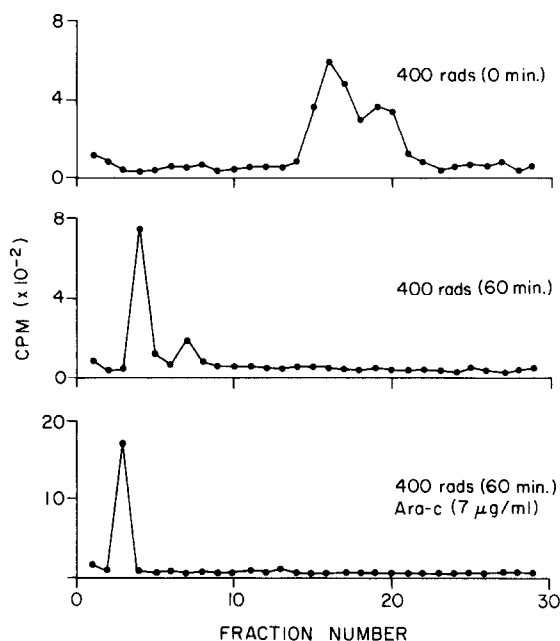 8
4
0
400 rads (0 min.)
8
4
0
400 rads (60 min.)
CPM (x10-2)
20
10
400 rads (60 min.)
Ara-c (7 μg/ml)
0
10
20
30
FRACTION NUMBER